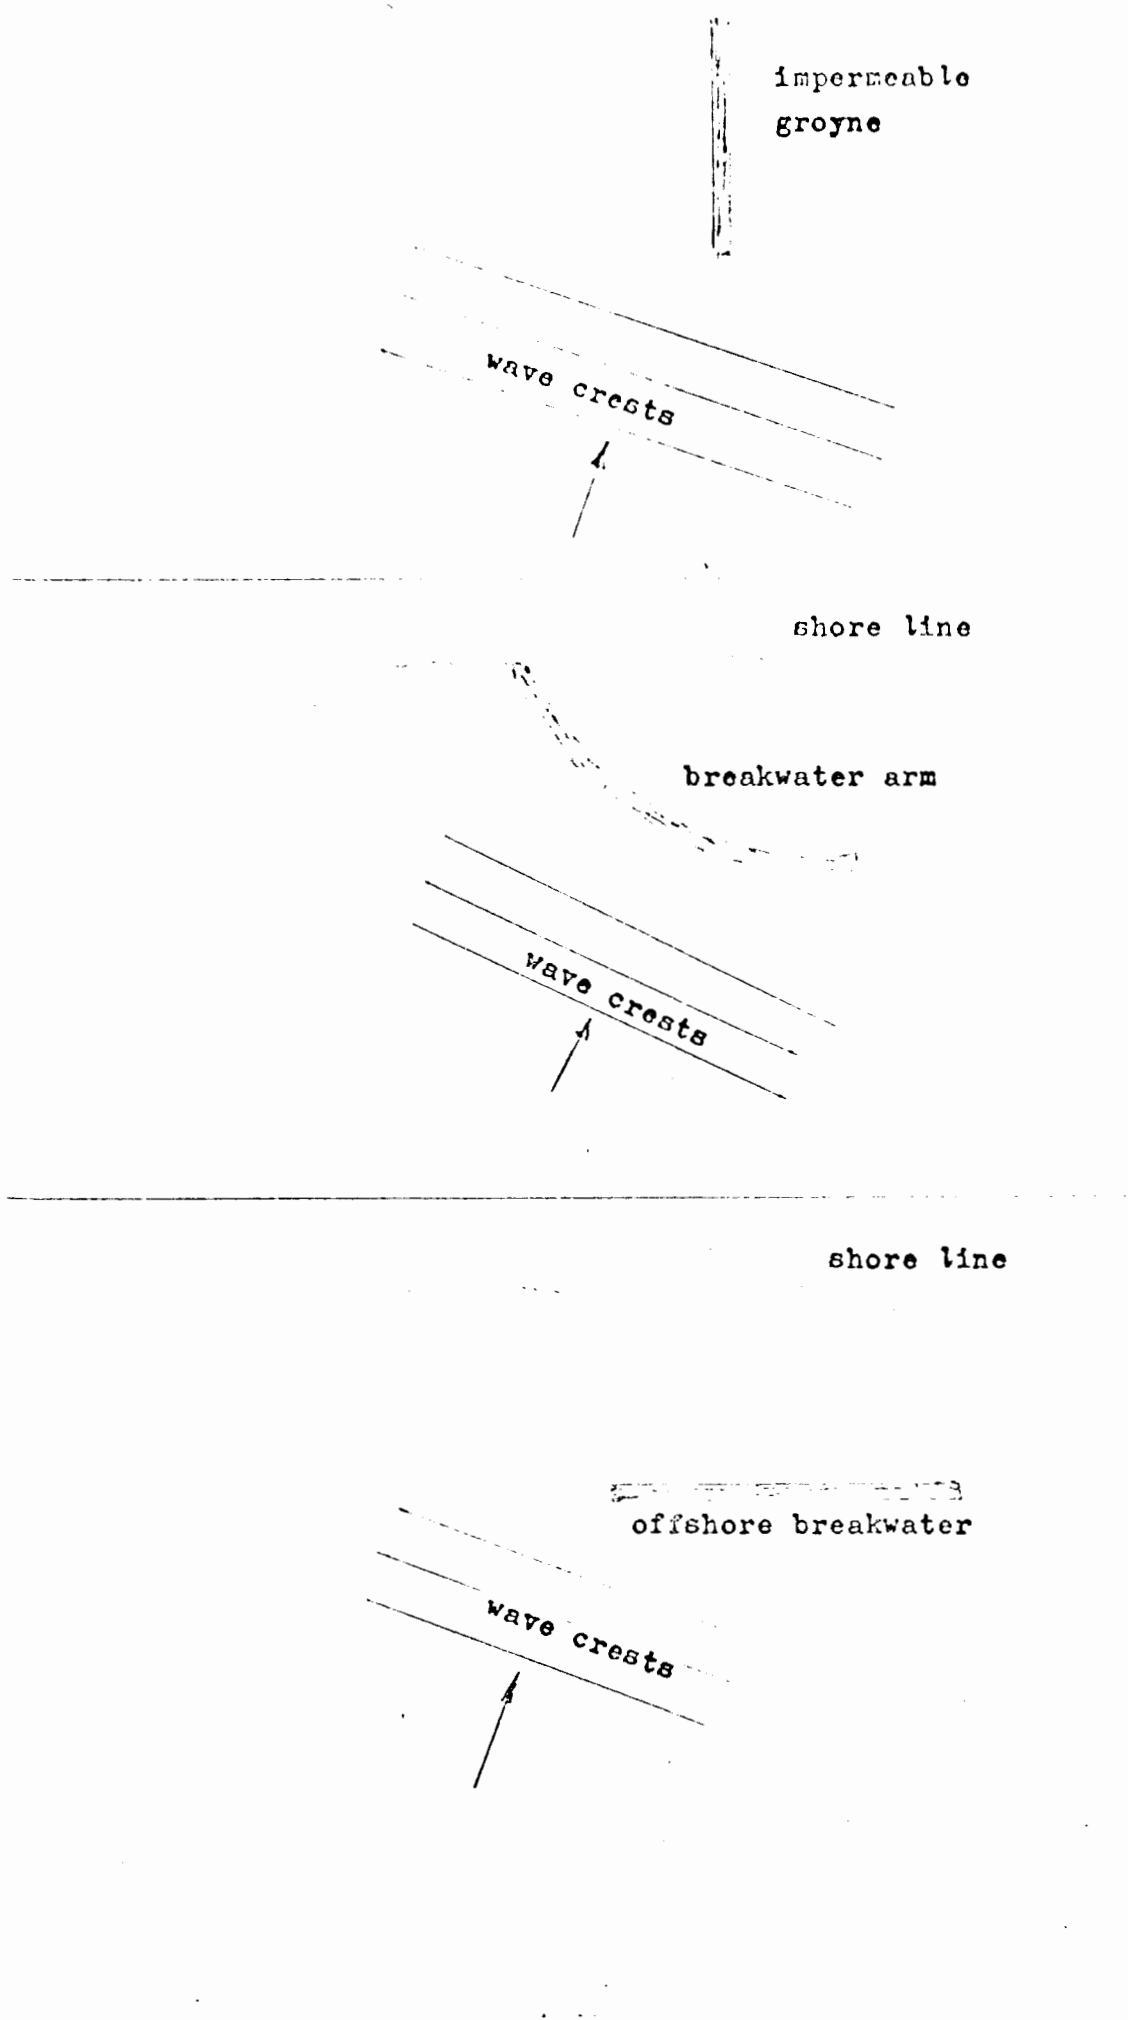 impermeable
groyne
wave crests
shore line
breakwater arm
wave crests
shore line
offshore breakwater
wave crests